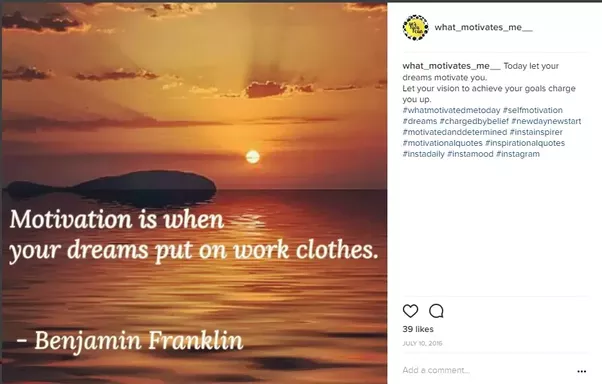 Motivation is when
your dreams put on work clothes.
- Benjamin Franklin
what_motivates_me__
what_motivates_me__ Today let your
dreams motivate you.
Let your vision to achieve your goals charge
you up.
#whatmotivatedmetoday #selfmotivation
#dreams #chargedbybelief #newdaynewstart
#motivatedanddetermined #instainspirer
#motivationalquotes #inspirationalquotes
#instadaily #instamood #instagram
39 likes
JULY 10, 2016
Add a comment...